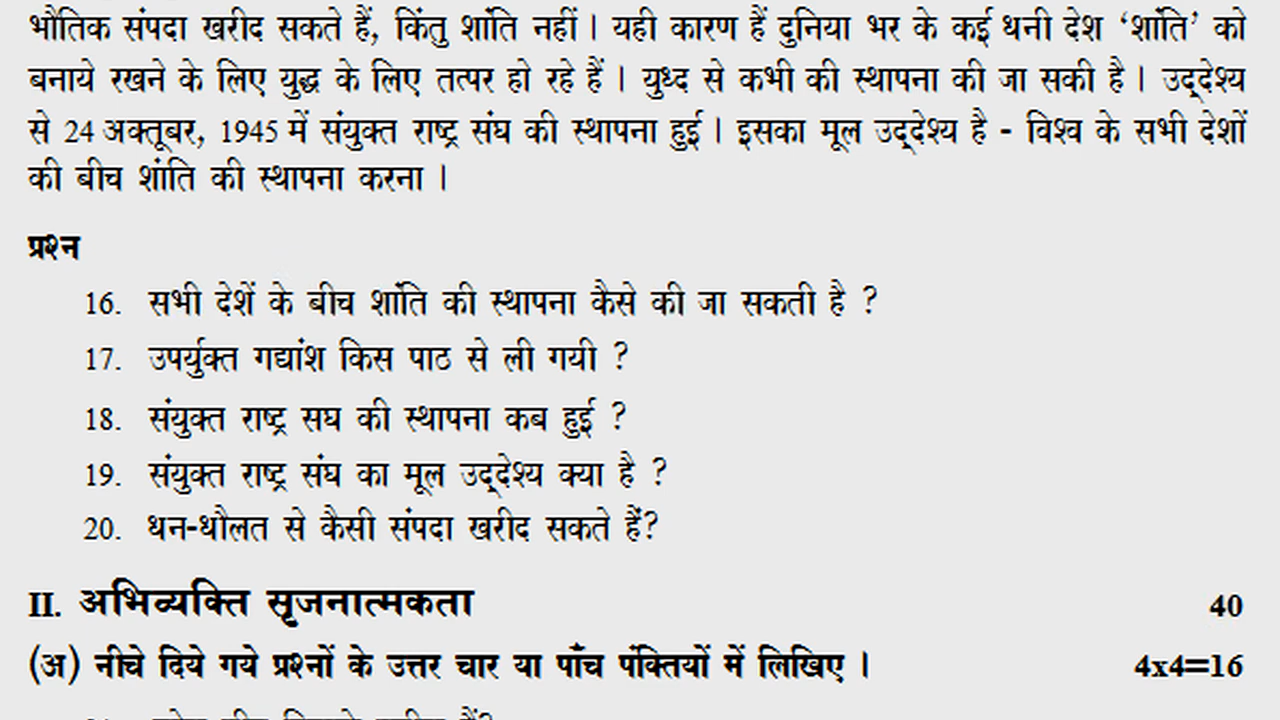 भौतिक संपदा खरीद सकते हैं, किंतु शांति नहीं। यही कारण हैं दुनिया भर के कई धनी देश ‘शांति’ को
बनाये रखने के लिए युद्ध के लिए तत्पर हो रहे हैं। युध्द से कभी की स्थापना की जा सकी है। उद्देश्य
से 24 अक्तूबर, 1945 में संयुक्त राष्ट्र संघ की स्थापना हुई। इसका मूल उद्देश्य है - विश्व के सभी देशों
की बीच शांति की स्थापना करना।
प्रश्न
16. सभी देशें के बीच शांति की स्थापना कैसे की जा सकती है ?
17. उपर्युक्त गद्यांश किस पाठ से ली गयी ?
18. संयुक्त राष्ट्र सघ की स्थापना कब हुई ?
19. संयुक्त राष्ट्र संघ का मूल उद्देश्य क्या है ?
20. धन-धौलत से कैसी संपदा खरीद सकते हैं?
II. अभिव्यक्ति सृजनात्मकता 40
(अ) नीचे दिये गये प्रश्नों के उत्तर चार या पाँच पंक्तियों में लिखिए। 4x4=16